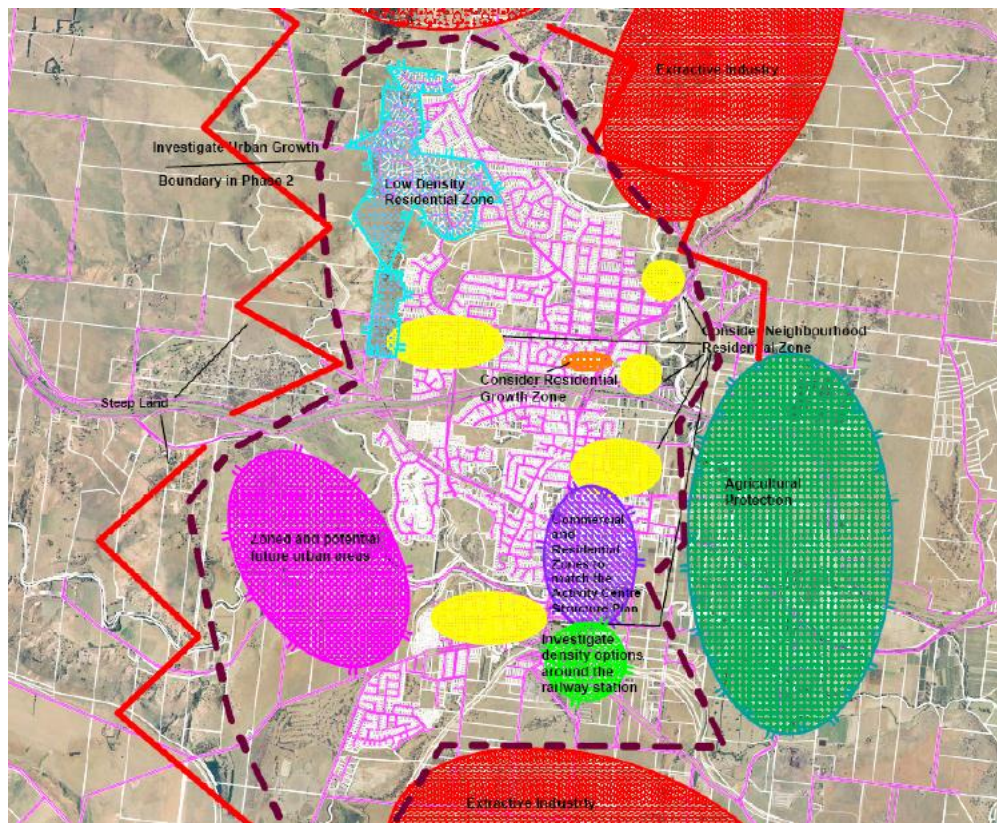 Extractive Industry
Investigate Urban Growth
Boundary in Phase 2
Low Density
Residential Zone
Consider Neighbourhood
Residential Zone
Consider Residential
Growth Zone
Steep Land
Agricultural
Protection
Zoned and potential
future urban areas
Commercial
and
Residential
Zones to
match the
Activity Centre
Structure Plan
Investigate
density options
around the
railway station
Extractive Industry